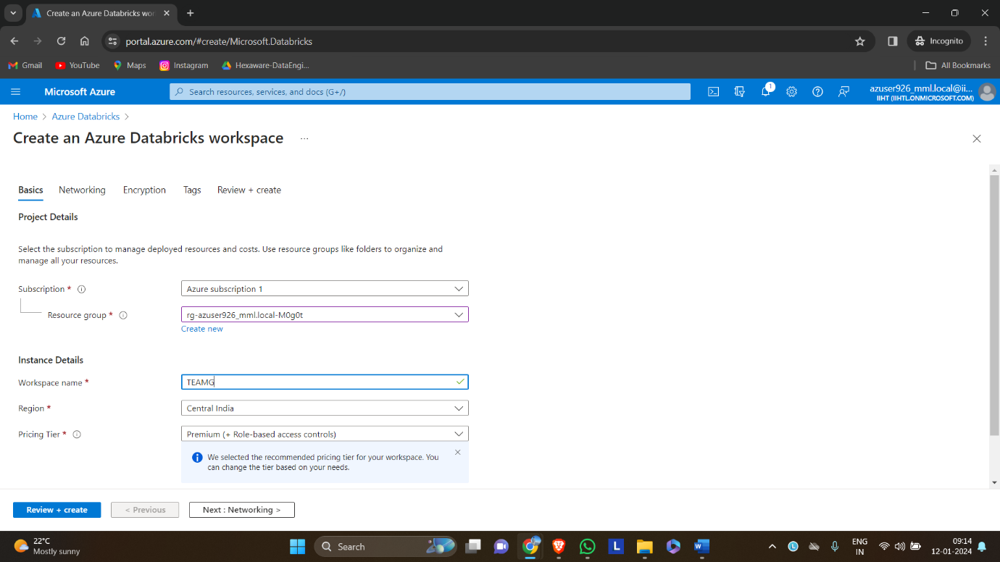 Create an Azure Databricks wor
portal.azure.com/#create/Microsoft.Databricks
Incognito
Gmail
YouTube
Maps
Instagram
Hexaware-DataEngi...
All Bookmarks
Microsoft Azure
Search resources, services, and docs (G+/)
1
azuser926_mml.local@ii...
IIHT (IIHTL.ONMICROSOFT.COM)
Home > Azure Databricks >
Create an Azure Databricks workspace ...
Basics Networking Encryption Tags Review + create
Project Details
Select the subscription to manage deployed resources and costs. Use resource groups like folders to organize and
manage all your resources.
Subscription *
Azure subscription 1
Resource group *
rg-azuser926_mml.local-M0g0t
Create new
Instance Details
Workspace name *
TEAMG
Region *
Central India
Pricing Tier *
Premium (+ Role-based access controls)
We selected the recommended pricing tier for your workspace. You
can change the tier based on your needs.
Review + create
< Previous
Next : Networking >
22°C
Mostly sunny
Search
L
W
L
ENG
IN
09:14
12-01-2024